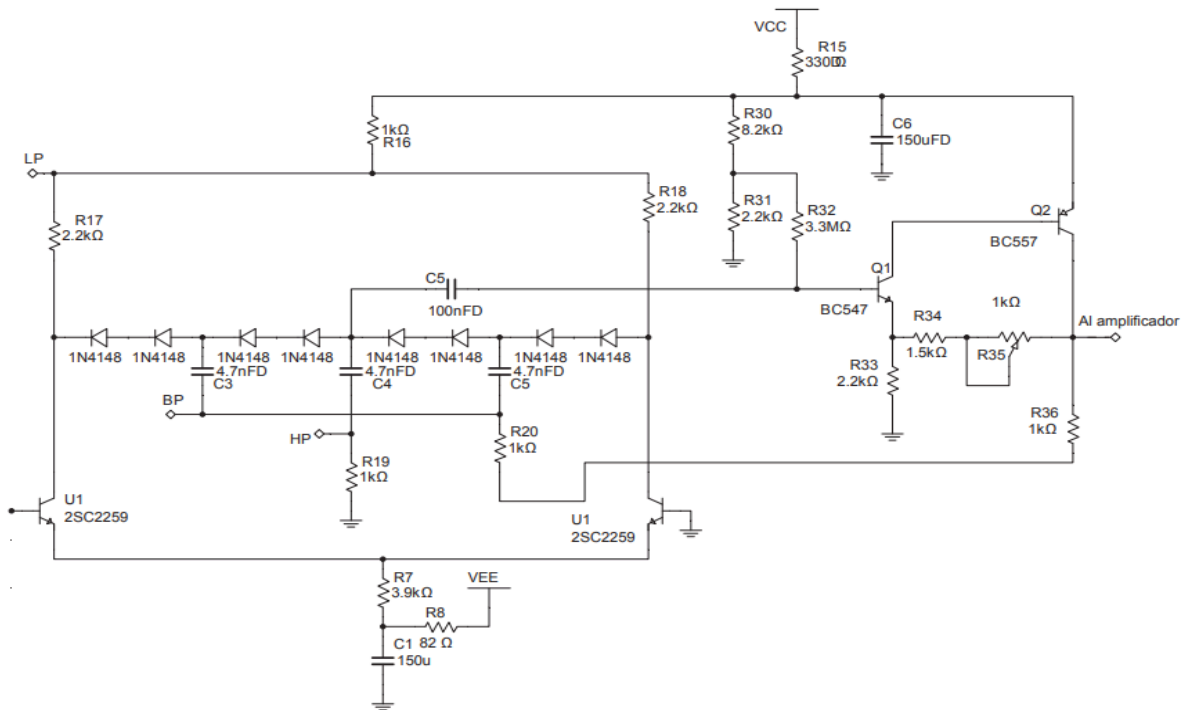 VCC
R15
330Ω
1kΩ
R16
R30
8.2kΩ
C6
150uFD
LP
R17
2.2kΩ
R18
2.2kΩ
R31
2.2kΩ
R32
3.3MΩ
Q2
BC557
C5
100nFD
Q1
BC547
1kΩ
R34
1.5kΩ
R35
Al amplificador
1N4148
1N4148
1N4148
1N4148
1N4148
1N4148
1N4148
1N4148
4.7nFD
C3
4.7nFD
C4
4.7nFD
C5
R33
2.2kΩ
BP
HP
R20
1kΩ
R36
1kΩ
R19
1kΩ
U1
2SC2259
U1
2SC2259
R7
3.9kΩ
VEE
R8
82 Ω
C1
150u